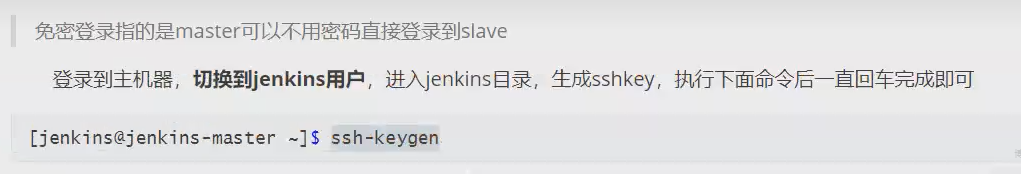 免密登录指的是master可以不用密码直接登录到slave
登录到主机器，切换到jenkins用户，进入jenkins目录，生成sshkey，执行下面命令后一直回车完成即可
[jenkins@jenkins-master ~]$ ssh-keygen